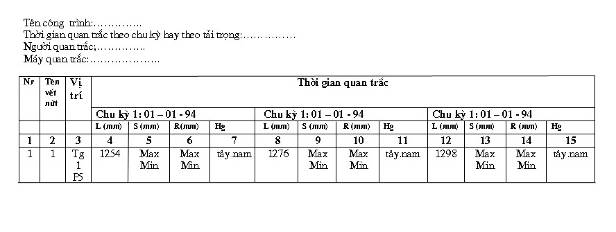 Tên công trình:……………
Thời gian quan trắc theo chu kỳ hay theo tải trọng:……………
Người quan trắc:……………
Máy quan trắc:…………………
Nr Tên vết nứt Vị trí Thời gian quan trắc
Chu kỳ 1: 01 – 01 - 94 Chu kỳ 1: 01 – 01 - 94 Chu kỳ 1: 01 – 01 - 94
L (mm) S (mm) R(mm) Hg L (mm) S (mm) R (mm) Hg L (mm) S (mm) R (mm) Hg
1 2 3 4 5 6 7 8 9 10 11 12 13 14 15
1 1 Tg 1254 Max Max tây.nam 1276 Max Max tây.nam 1298 Max Max tây.nam
1 Min Min Min Min Min Min
P5